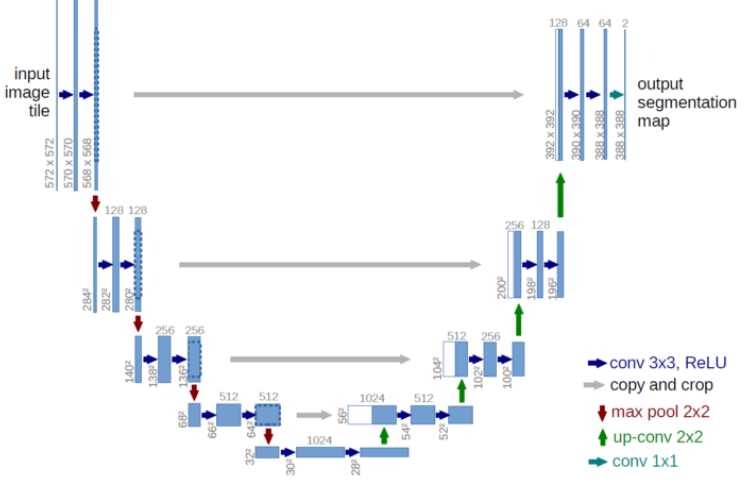 input
image
tile
572 x 572
570 x 570
568 x 568
128 64 64 2
392 x 392
390 x 390
388 x 388
388 x 388
output
segmentation
map
128 128
284²
282²
280²
256 128
200²
198²
196²
256 256
140²
138²
136²
512 256
104²
102²
100²
512 512
68²
66²
64²
1024 512
56²
54²
52²
1024
32²
30²
28²
conv 3x3, ReLU
copy and crop
max pool 2x2
up-conv 2x2
conv 1x1